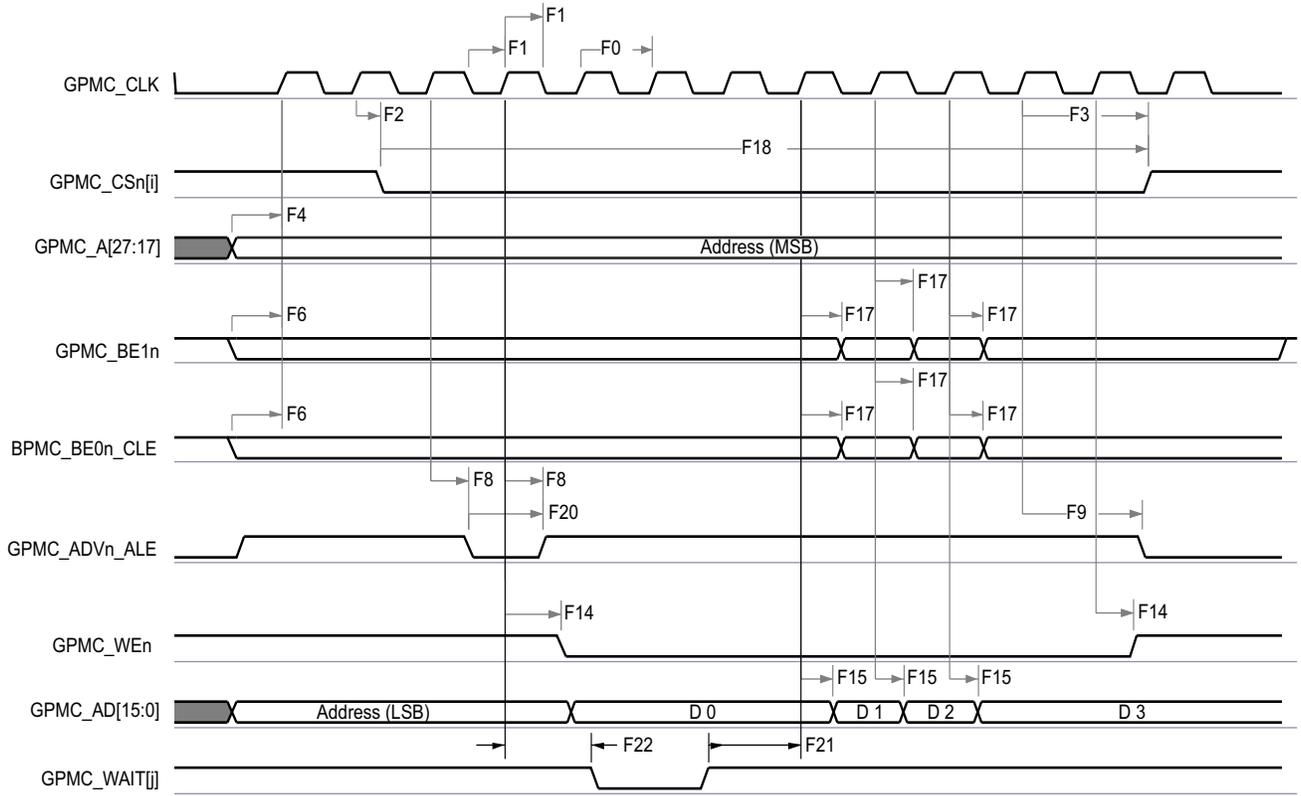 F1
F1 F0
GPMC_CLK
F2 F3
F18
GPMC_CSn[i]
F4
GPMC_A[27:17] Address (MSB)
F17
F6 F17 F17
GPMC_BE1n
F17
F6 F17 F17
BPMC_BE0n_CLE
F8 F8
F20 F9
GPMC_ADVn_ALE
F14 F14
GPMC_WEn
F15 F15 F15
GPMC_AD[15:0] Address (LSB) D 0 D 1 D 2 D 3
F22 F21
GPMC_WAIT[j]